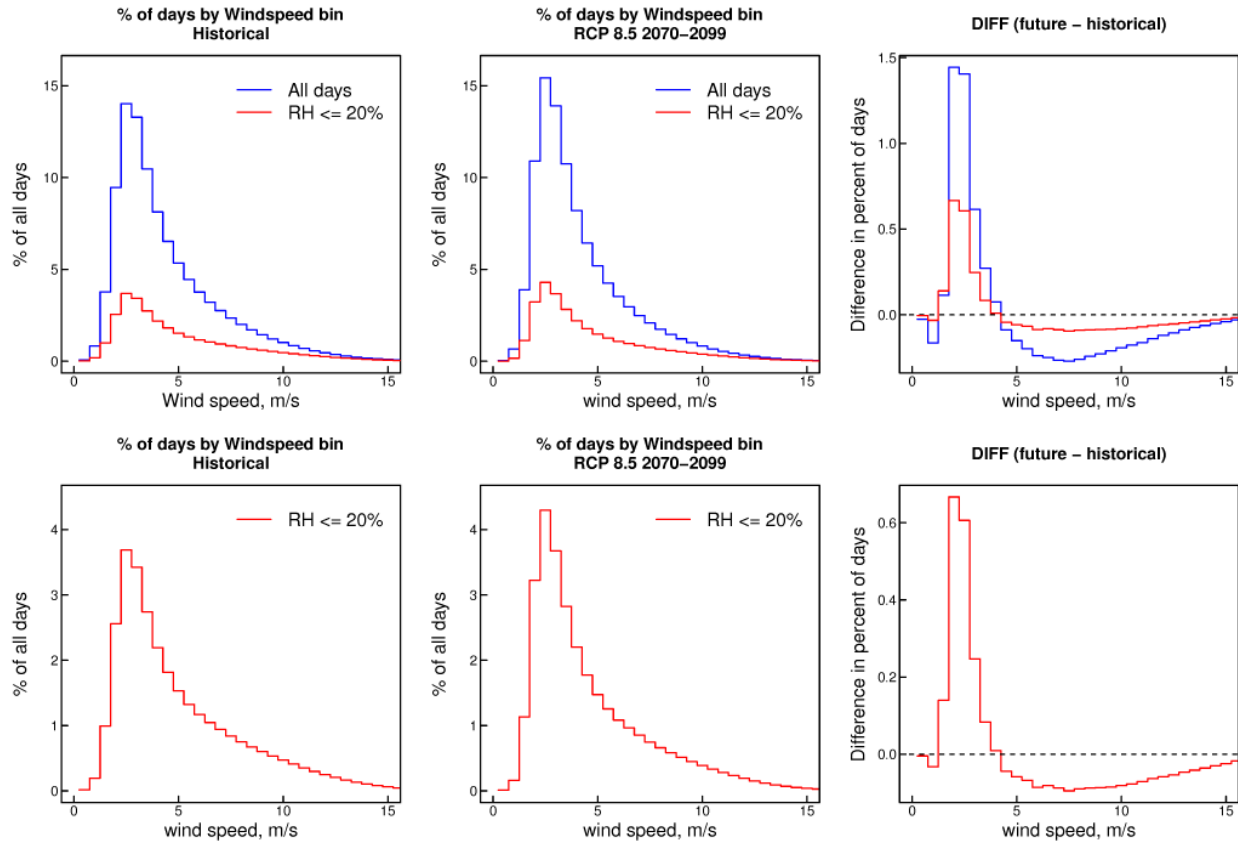 % of days by Windspeed bin
Historical
All days
RH <= 20%
15
10
5
0
% of all days
0
5
10
15
Wind speed, m/s
% of days by Windspeed bin
RCP 8.5 2070−2099
All days
RH <= 20%
15
10
5
0
% of all days
0
5
10
15
wind speed, m/s
DIFF (future − historical)
1.5
1.0
0.5
0.0
Difference in percent of days
0
5
10
15
wind speed, m/s
% of days by Windspeed bin
Historical
RH <= 20%
4
3
2
1
0
% of all days
0
5
10
15
wind speed, m/s
% of days by Windspeed bin
RCP 8.5 2070−2099
RH <= 20%
4
3
2
1
0
% of all days
0
5
10
15
wind speed, m/s
DIFF (future − historical)
0.6
0.4
0.2
0.0
Difference in percent of days
0
5
10
15
wind speed, m/s